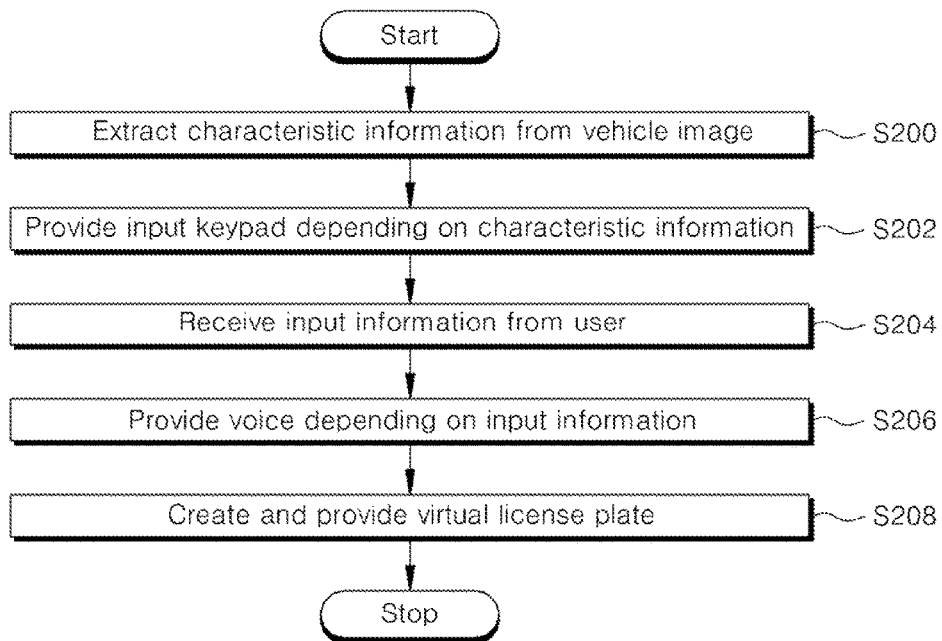 Start
Extract characteristic information from vehicle image
S200
Provide input keypad depending on characteristic information
S202
Receive input information from user
S204
Provide voice depending on input information
S206
Create and provide virtual license plate
S208
Stop